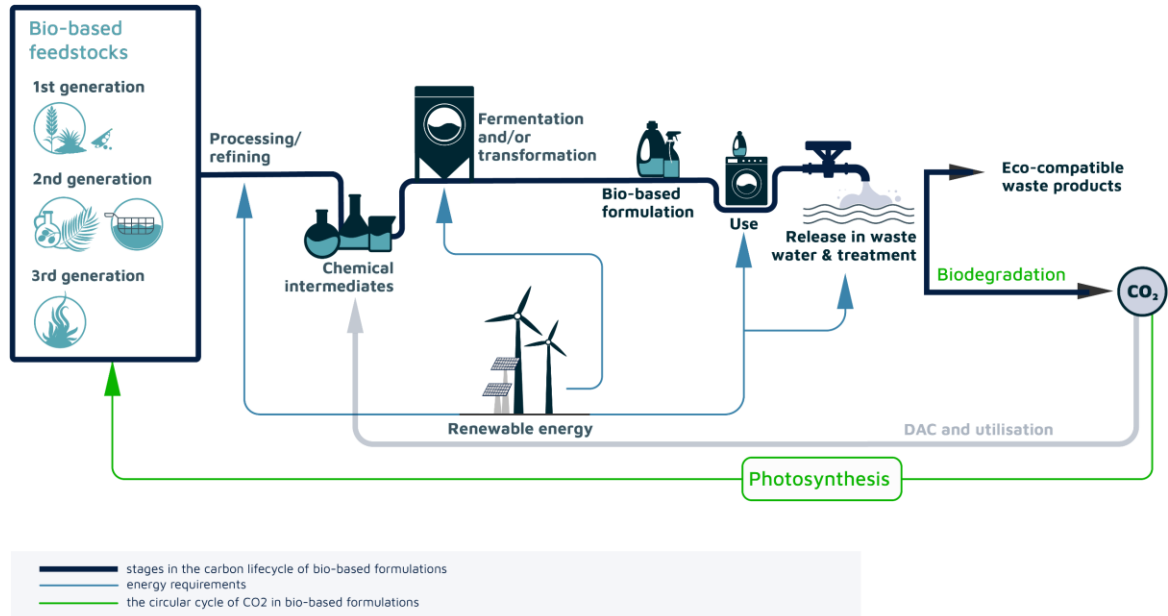 Bio-based
feedstocks
1st generation
2nd generation
3rd generation
Processing/
refining
Chemical
intermediates
Fermentation
and/or
transformation
Bio-based
formulation
Use
Release in waste
water & treatment
Eco-compatible
waste products
Biodegradation
CO₂
Renewable energy
DAC and utilisation
Photosynthesis
stages in the carbon lifecycle of bio-based formulations
energy requirements
the circular cycle of CO2 in bio-based formulations